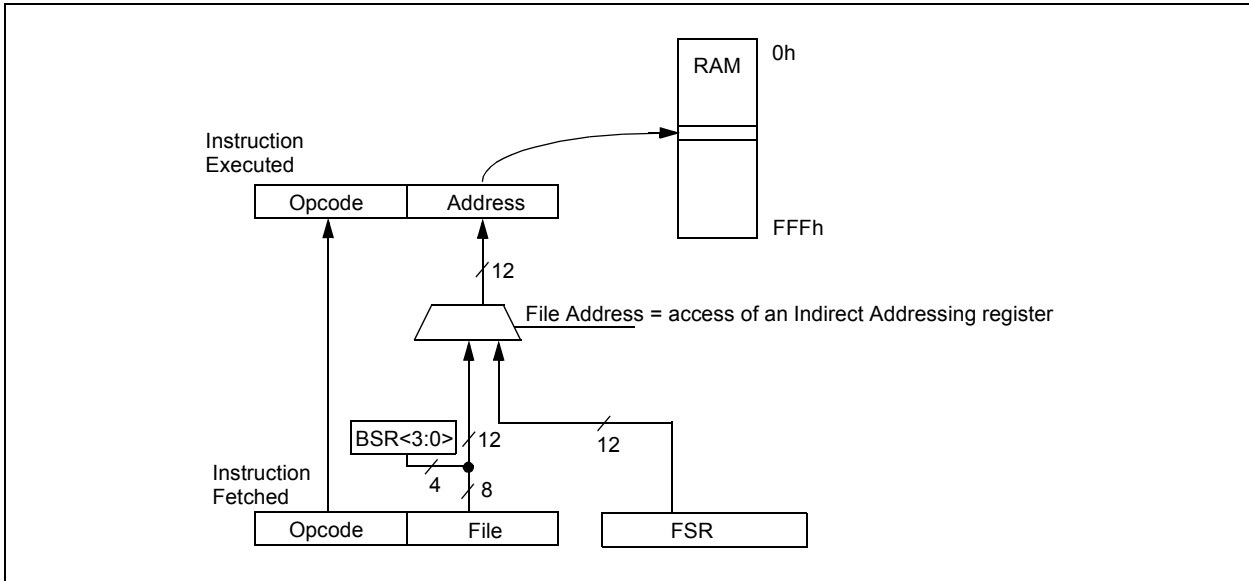 RAM
0h
Instruction
Executed
Opcode
Address
FFFh
12
File Address = access of an Indirect Addressing register
BSR<3:0>
12
12
4
8
Instruction
Fetched
Opcode
File
FSR